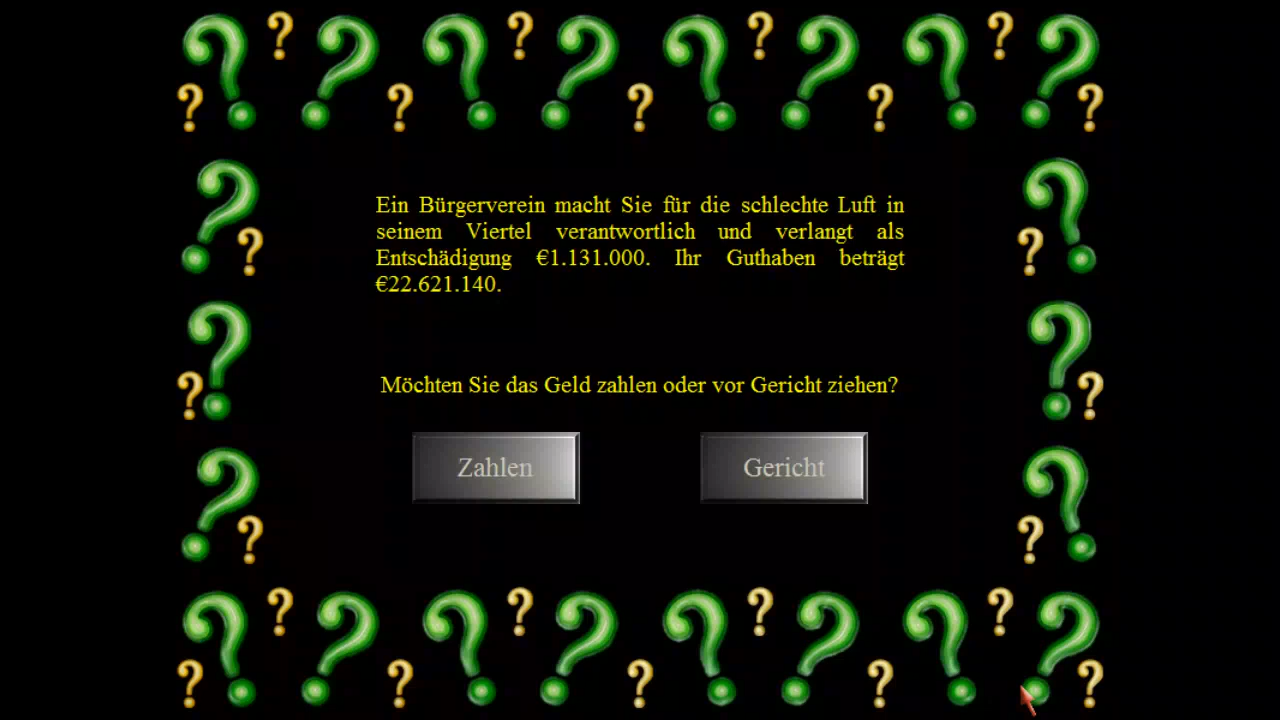 Ein Bürgerverein macht Sie für die schlechte Luft in
seinem Viertel verantwortlich und verlangt als
Entschädigung €1.131.000. Ihr Guthaben beträgt
€22.621.140.
Möchten Sie das Geld zahlen oder vor Gericht ziehen?
Zahlen
Gericht